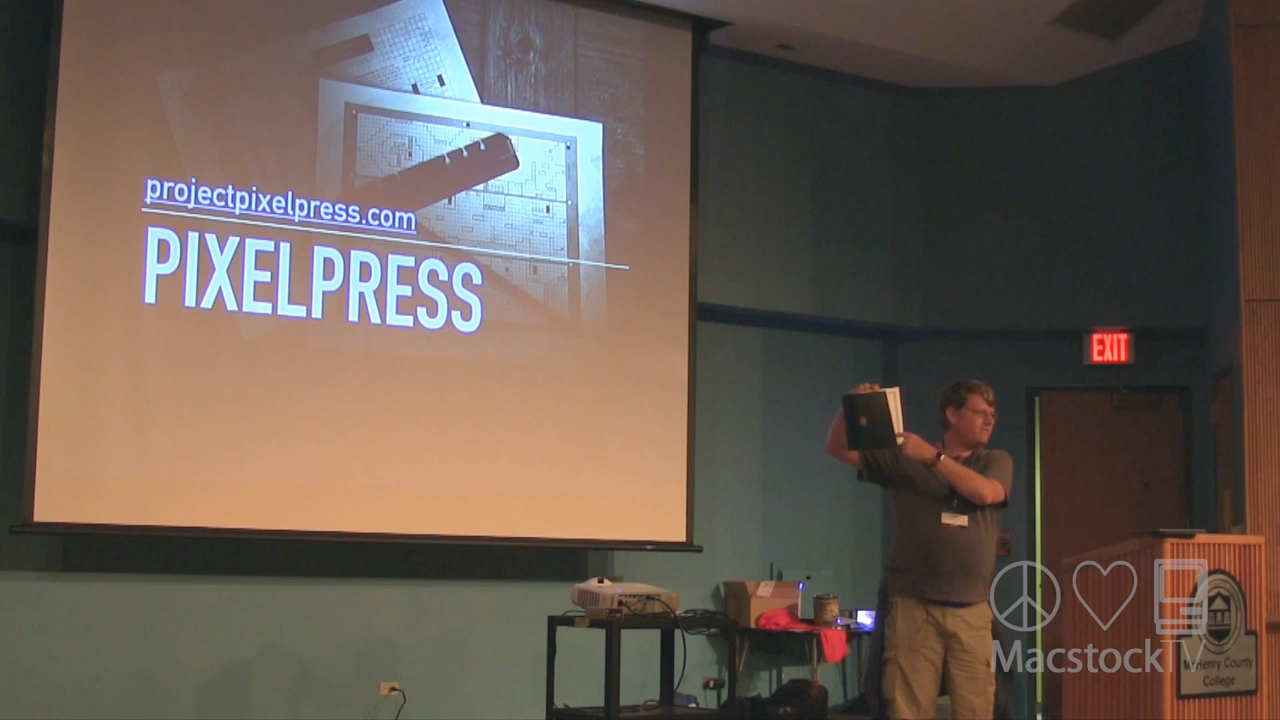 projectpixelpress.com
PIXELPRESS
EXIT
MacstockTV
McHenry County
College